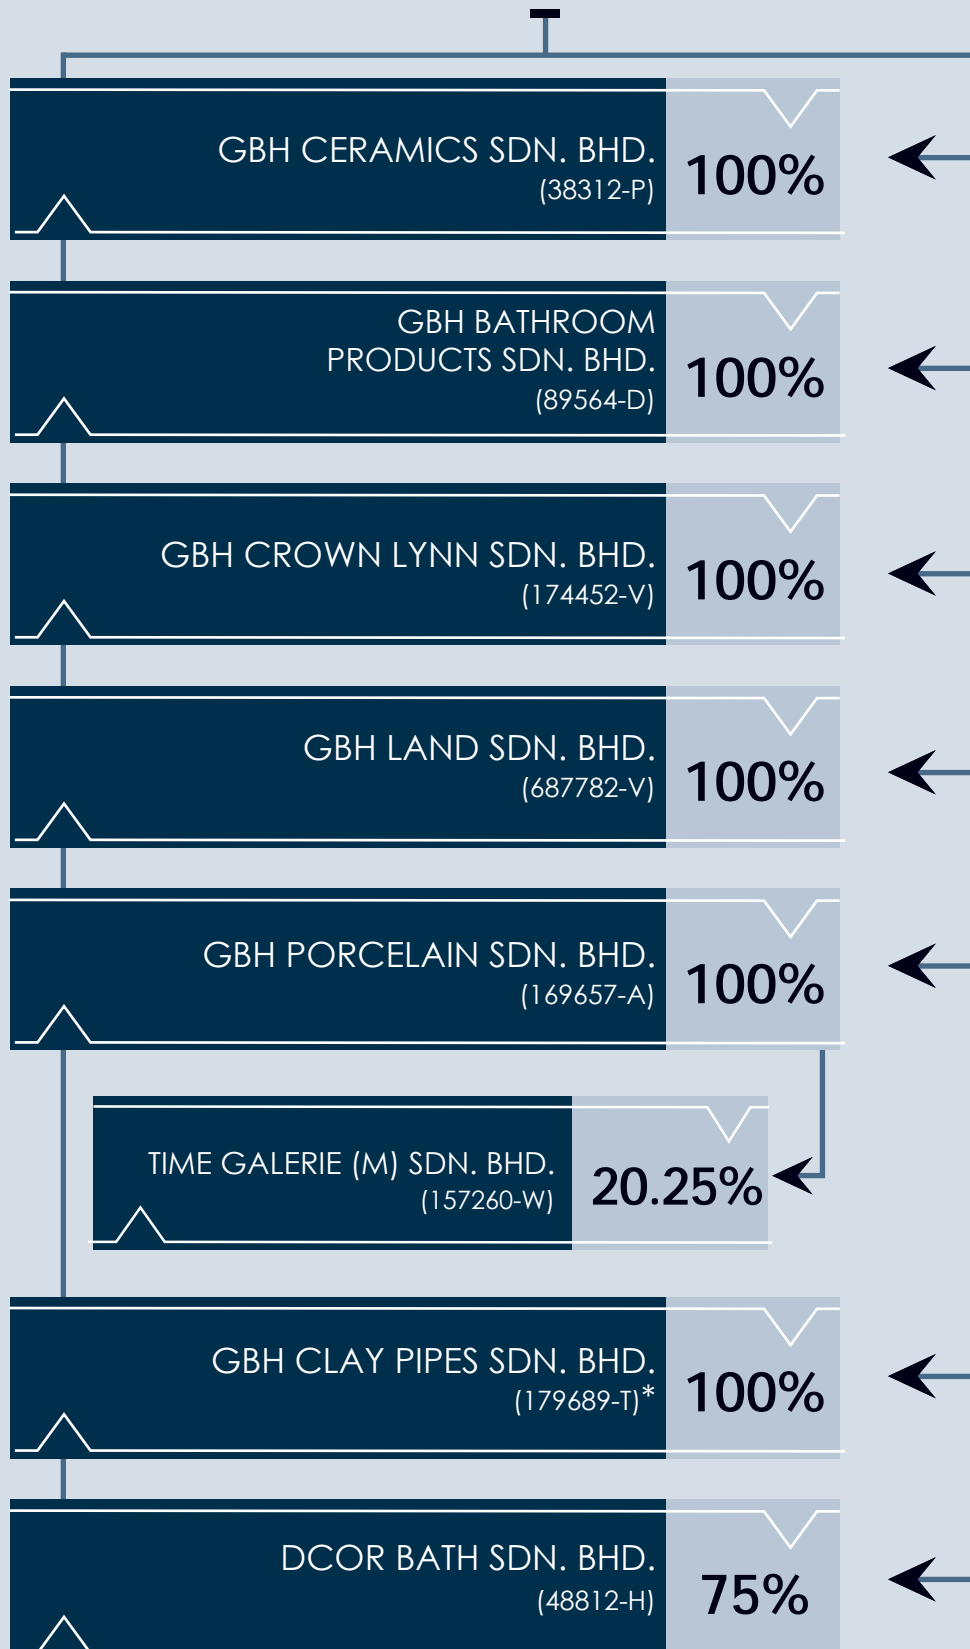 GBH CERAMICS SDN. BHD.
(38312-P)
100%
GBH BATHROOM
PRODUCTS SDN. BHD.
(89564-D)
100%
GBH CROWN LYNN SDN. BHD.
(174452-V)
100%
GBH LAND SDN. BHD.
(687782-V)
100%
GBH PORCELAIN SDN. BHD.
(169657-A)
100%
TIME GALERIE (M) SDN. BHD.
(157260-W)
20.25%
GBH CLAY PIPES SDN. BHD.
(179689-T)*
100%
DCOR BATH SDN. BHD.
(48812-H)
75%